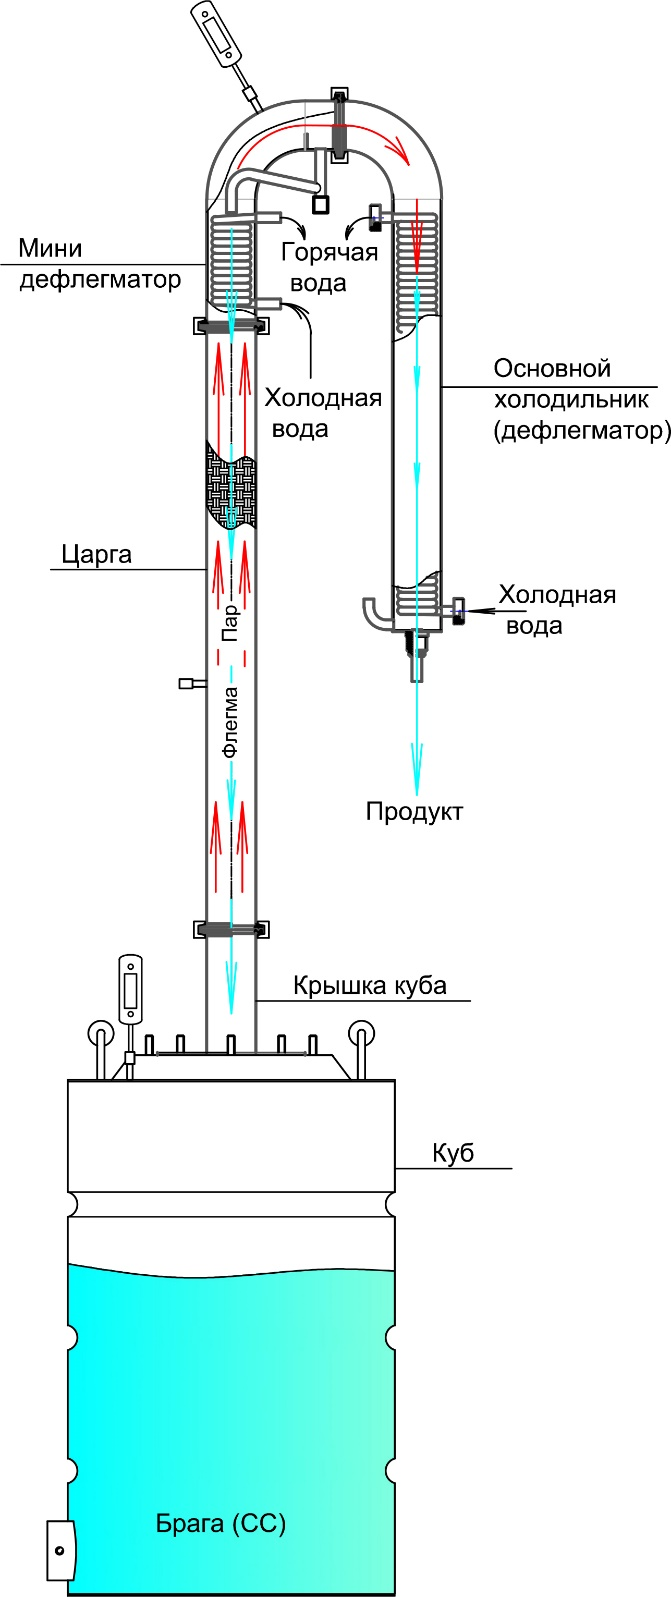 Мини
дефлегматор
Горячая
вода
Холодная
вода
Основной
холодильник
(дефлегматор)
Царга
Пар
Флегма
Холодная
вода
Продукт
Крышка куба
Куб
Брага (СС)